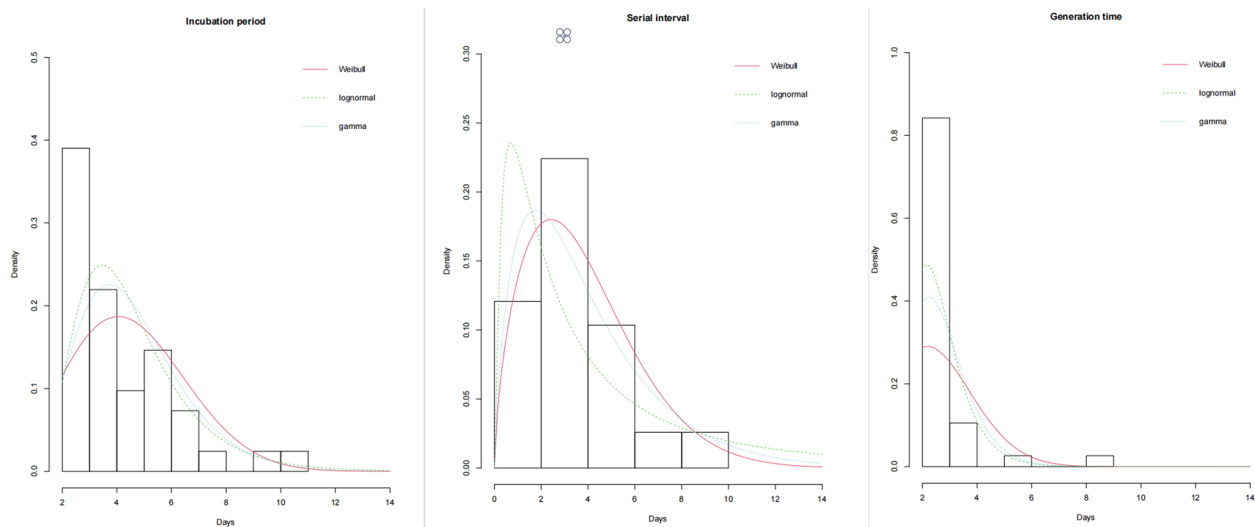 Incubation period
0.5
0.4
0.3
0.2
0.1
0.0
Density
Weibull
lognormal
gamma
2 4 6 8 10 12 14
Days
Serial interval
0.30
0.25
0.20
0.15
0.10
0.05
0.00
Density
Weibull
lognormal
gamma
0 2 4 6 8 10 12 14
Days
Generation time
1.0
0.8
0.6
0.4
0.2
0.0
Density
Weibull
lognormal
gamma
2 4 6 8 10 12 14
Days